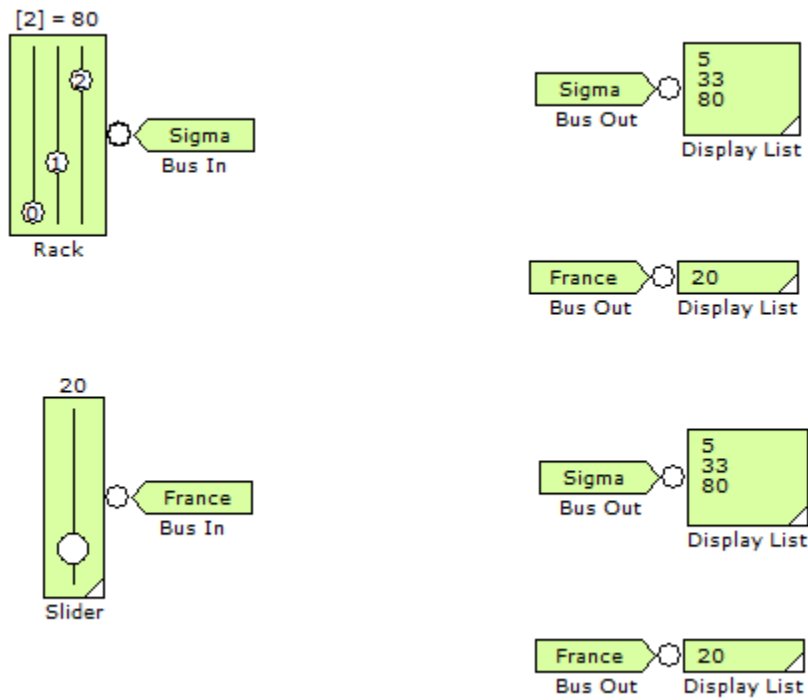 [2] = 80
2
1
0
Sigma
Bus In
Rack
Sigma
Bus Out
5
33
80
Display List
France
Bus Out
20
Display List
20
France
Bus In
Slider
Sigma
Bus Out
5
33
80
Display List
France
Bus Out
20
Display List